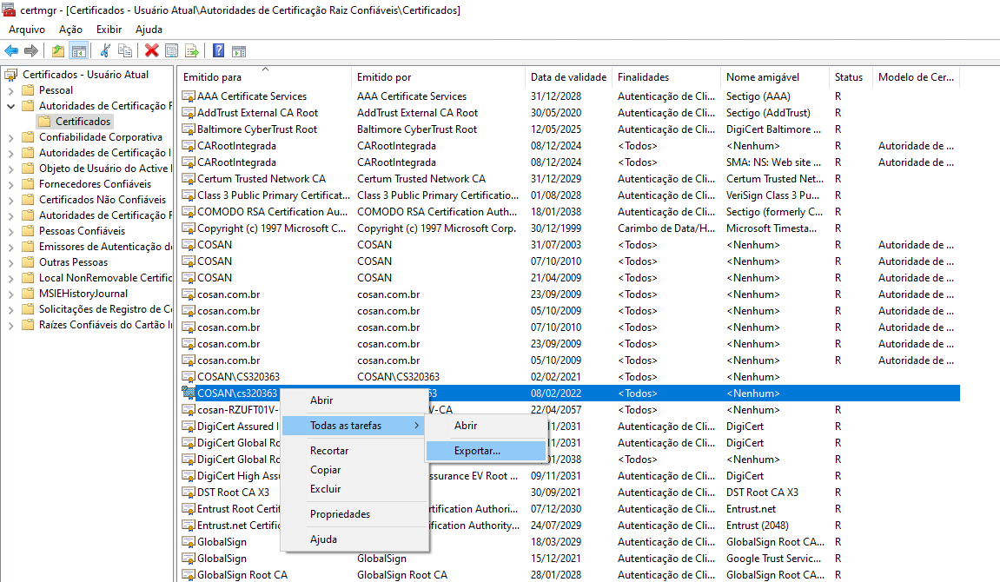 certmgr - [Certificados - Usuário Atual\Autoridades de Certificação Raiz Confiáveis\Certificados]
Arquivo Ação Exibir Ajuda
Certificados - Usuário Atual
Pessoal
Autoridades de Certificação R
Certificados
Confiabilidade Corporativa
Autoridades de Certificação I
Objeto de Usuário do Active
Fornecedores Confiáveis
Certificados Não Confiáveis
Autoridades de Certificação R
Pessoas Confiáveis
Emissores de Autenticação de
Outras Pessoas
Local NonRemovable Certific
MSIEHistoryJournal
Solicitações de Registro de Ce
Raízes Confiáveis do Cartão In
Emitido para Emitido por Data de validade Finalidades Nome amigável Status Modelo de Cer...
AAA Certificate Services AAA Certificate Services 31/12/2028 Autenticação de Cli... Sectigo (AAA) R
AddTrust External CA Root AddTrust External CA Root 30/05/2020 Autenticação de Cli... Sectigo (AddTrust) R
Baltimore CyberTrust Root Baltimore CyberTrust Root 12/05/2025 Autenticação de Cli... DigiCert Baltimore ... R
CARootIntegrada CARootIntegrada 08/12/2024 <Todos> <Nenhum> R Autoridade de ...
CARootIntegrada CARootIntegrada 08/12/2024 <Todos> SMA: NS: Web site ... R Autoridade de ...
Certum Trusted Network CA Certum Trusted Network CA 31/12/2029 Autenticação de Cli... Certum Trusted Net... R
Class 3 Public Primary Certificat... Class 3 Public Primary Certificatio... 01/08/2028 Autenticação de Cli... VeriSign Class 3 Pu... R
COMODO RSA Certification Au... COMODO RSA Certification Auth... 18/01/2038 Autenticação de Cli... Sectigo (formerly C... R
Copyright (c) 1997 Microsoft C... Copyright (c) 1997 Microsoft Corp. 30/12/1999 Carimbo de Data/H... Microsoft Timesta... R
COSAN COSAN 31/07/2003 <Todos> <Nenhum> R Autoridade de ...
COSAN COSAN 07/10/2010 <Todos> <Nenhum> R Autoridade de ...
COSAN COSAN 21/04/2009 <Todos> <Nenhum> R Autoridade de ...
cosan.com.br cosan.com.br 23/09/2009 <Todos> <Nenhum> R Autoridade de ...
cosan.com.br cosan.com.br 05/10/2009 <Todos> <Nenhum> R Autoridade de ...
cosan.com.br cosan.com.br 07/10/2010 <Todos> <Nenhum> R Autoridade de ...
cosan.com.br cosan.com.br 23/09/2009 <Todos> <Nenhum> R Autoridade de ...
cosan.com.br cosan.com.br 05/10/2009 <Todos> <Nenhum> R Autoridade de ...
COSAN\CS320363 COSAN\CS320363 02/02/2021 <Todos> <Nenhum>
COSAN\cs320363 63 08/02/2022 <Todos> <Nenhum>
cosan-RZUFT01V- V-CA 22/04/2057 <Todos> <Nenhum> R
DigiCert Assured I /11/2031 Autenticação de Cli... DigiCert R
DigiCert Global Ro /11/2031 Autenticação de Cli... DigiCert R
DigiCert Global Ro /01/2038 <Todos> <Nenhum> R
DigiCert High Assu ssurance EV Root ... 09/11/2031 Autenticação de Cli... DigiCert R
DST Root CA X3 30/09/2021 Autenticação de Cli... DST Root CA X3 R
Entrust Root Certif rtification Authori... 07/12/2030 Autenticação de Cli... Entrust.net R
Entrust.net Certific ification Authority... 24/07/2029 Autenticação de Cli... Entrust (2048) R
GlobalSign 18/03/2029 Autenticação de Cli... GlobalSign Root CA... R
GlobalSign GlobalSign 15/12/2021 Autenticação de Cli... Google Trust Servic... R
GlobalSign Root CA GlobalSign Root CA 28/01/2028 Autenticação de Cli... GlobalSign Root CA... R
Abrir
Todas as tarefas
Recortar
Copiar
Excluir
Propriedades
Ajuda
Abrir
Exportar...